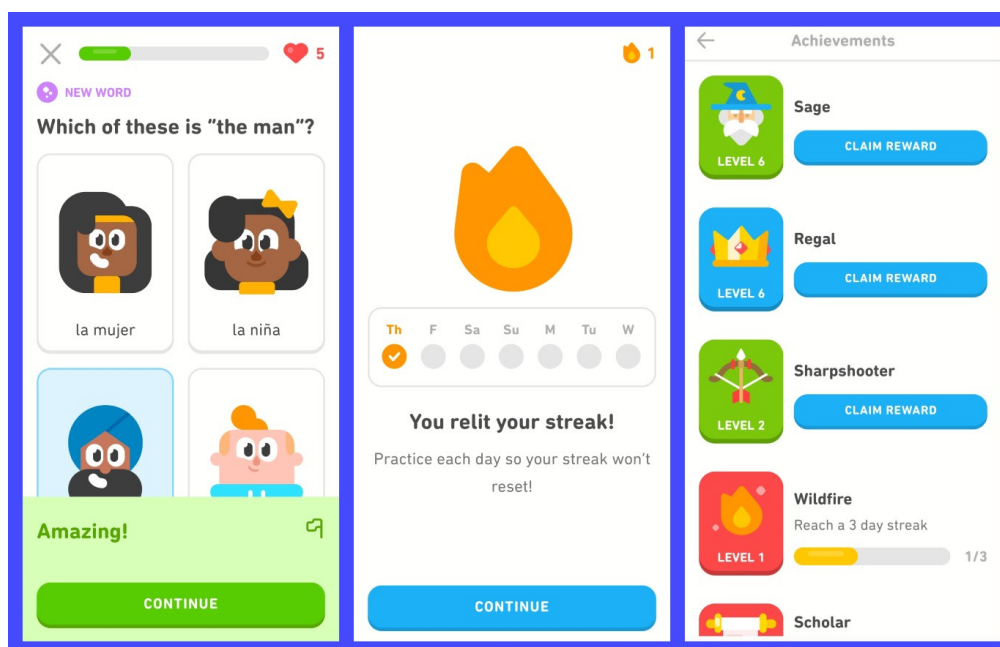 5
NEW WORD
Which of these is "the man"?
la mujer
la niña
Amazing!
CONTINUE
1
Th F Sa Su M Tu W
You relit your streak!
Practice each day so your streak won't
reset!
CONTINUE
Achievements
LEVEL 6
Sage
CLAIM REWARD
LEVEL 6
Regal
CLAIM REWARD
LEVEL 2
Sharpshooter
CLAIM REWARD
LEVEL 1
Wildfire
Reach a 3 day streak
1/3
Scholar